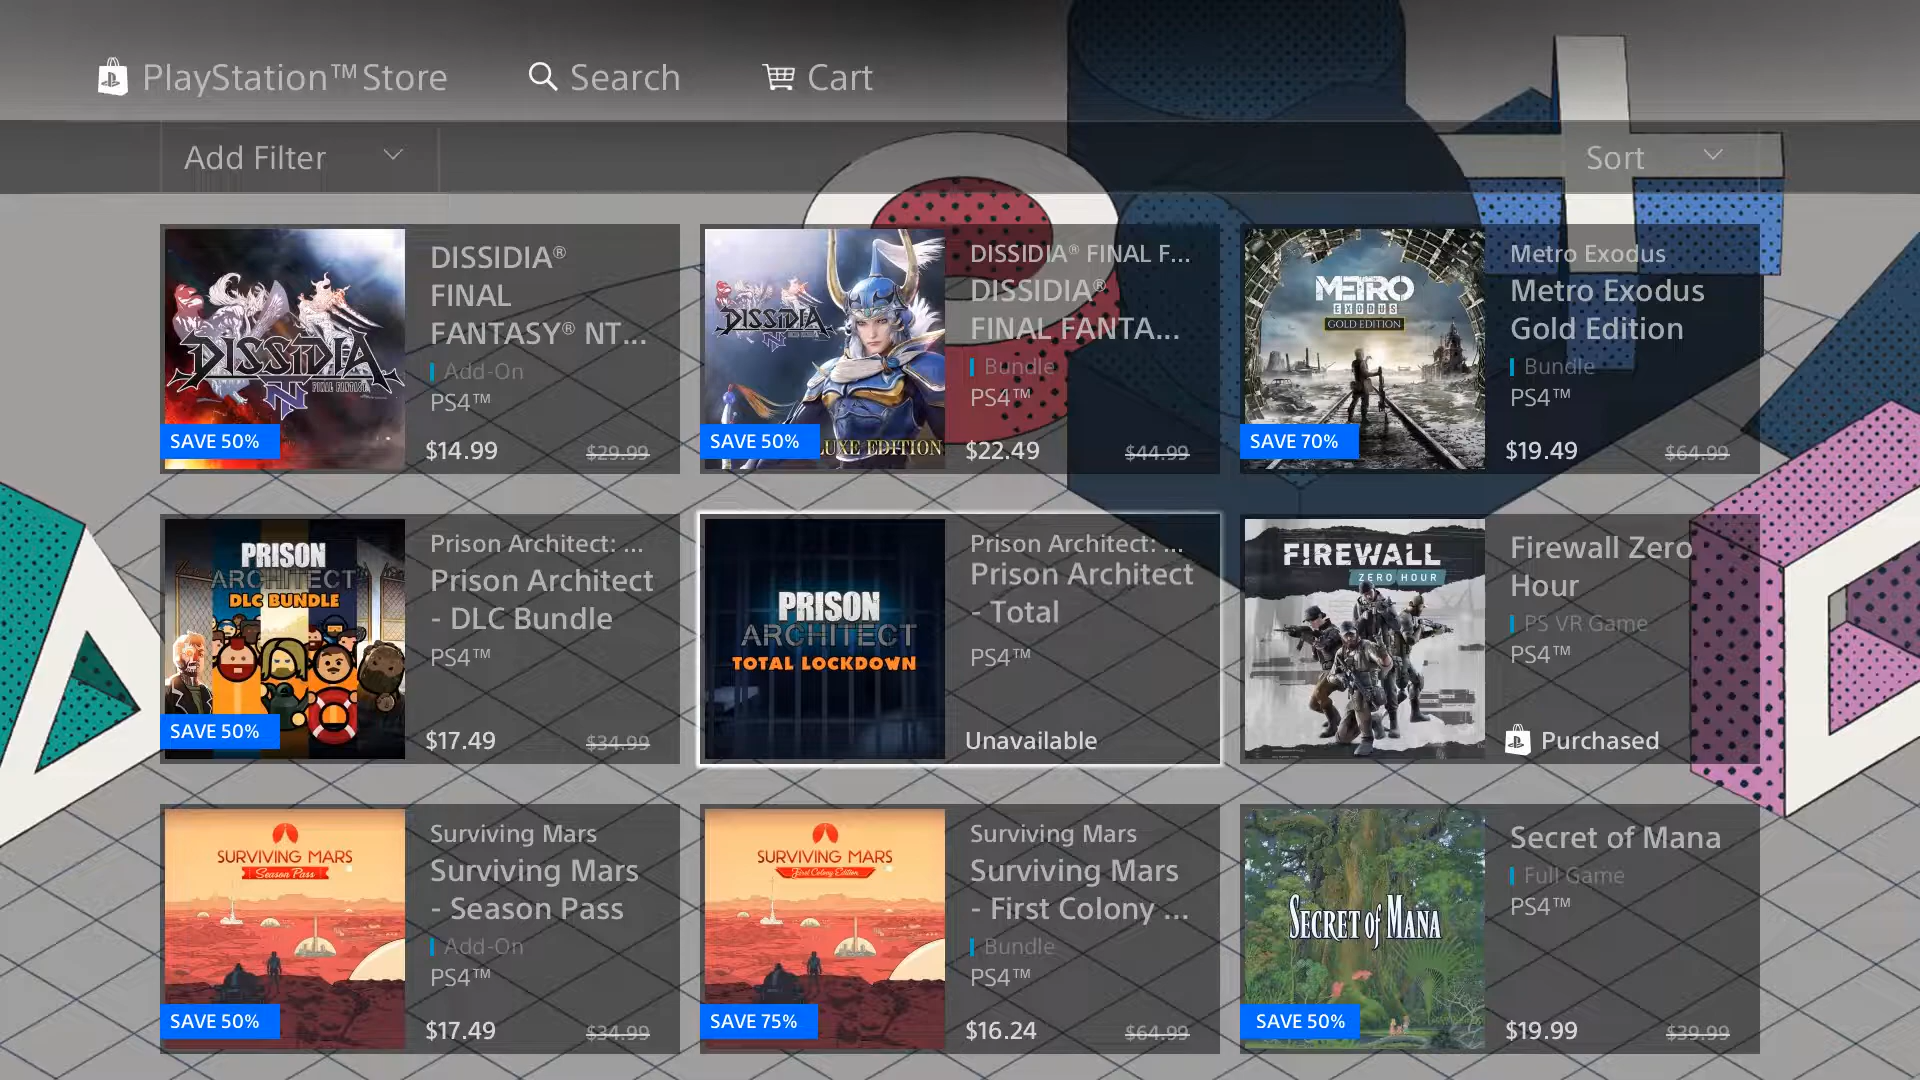 PlayStation™Store
Search
Cart
Add Filter
Sort
DISSIDIA
NT
FINAL FANTASY
SAVE 50%
DISSIDIA®
FINAL
FANTASY® NT...
Add-On
PS4™
$14.99
$29.99
DISSIDIA
LUXE EDITION
SAVE 50%
DISSIDIA® FINAL F...
DISSIDIA®
FINAL FANTA...
Bundle
PS4™
$22.49
$44.99
METRO
EXODUS
GOLD EDITION
SAVE 70%
Metro Exodus
Metro Exodus
Gold Edition
Bundle
PS4™
$19.49
$64.99
PRISON
ARCHITECT
DLC BUNDLE
SAVE 50%
Prison Architect: ...
Prison Architect
- DLC Bundle
PS4™
$17.49
$34.99
PRISON
ARCHITECT
TOTAL LOCKDOWN
Prison Architect: ...
Prison Architect
- Total
PS4™
Unavailable
FIREWALL
ZERO HOUR
Firewall Zero
Hour
PS VR Game
PS4™
Purchased
SURVIVING MARS
Season Pass
SAVE 50%
Surviving Mars
Surviving Mars
- Season Pass
Add-On
PS4™
$17.49
$34.99
SURVIVING MARS
First Colony Edition
SAVE 75%
Surviving Mars
Surviving Mars
- First Colony ...
Bundle
PS4™
$16.24
$64.99
SECRET of MANA
SAVE 50%
Secret of Mana
Full Game
PS4™
$19.99
$39.99